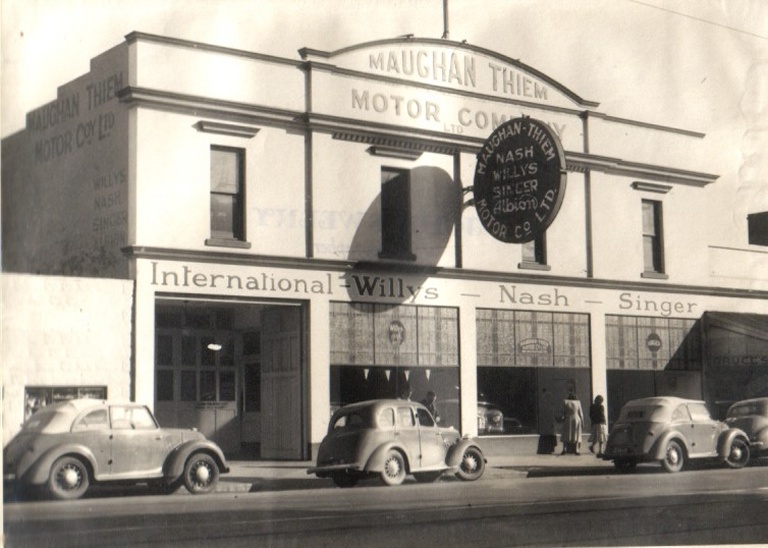 MAUGHAN THIEM
MOTOR COMPANY
LTD
MAUGHAN THIEM
MOTOR COY LTD
WILLYS
NASH
SINGER
MAUGHAN-THIEM
NASH
WILLYS
SINGER
Albion
MOTOR CO LTD.
International-Willys - Nash - Singer